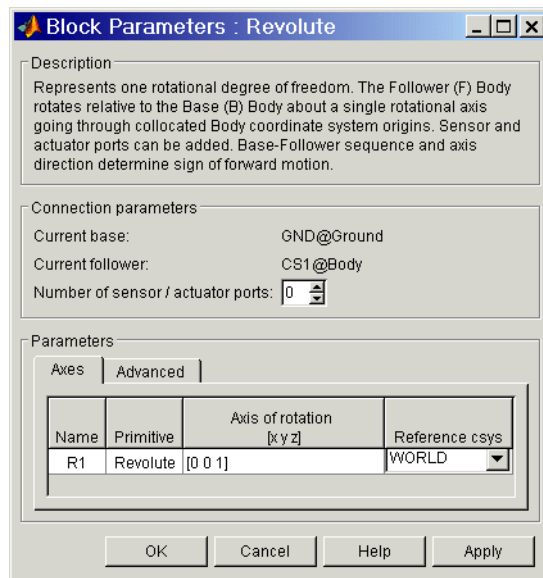 Block Parameters : Revolute
Description
Represents one rotational degree of freedom. The Follower (F) Body
rotates relative to the Base (B) Body about a single rotational axis
going through collocated Body coordinate system origins. Sensor and
actuator ports can be added. Base-Follower sequence and axis
direction determine sign of forward motion.
Connection parameters
Current base: GND@Ground
Current follower: CS1@Body
Number of sensor / actuator ports: 0
Parameters
Axes Advanced
Axis of rotation
Name Primitive [x y z] Reference csys
R1 Revolute [0 0 1] WORLD
OK Cancel Help Apply